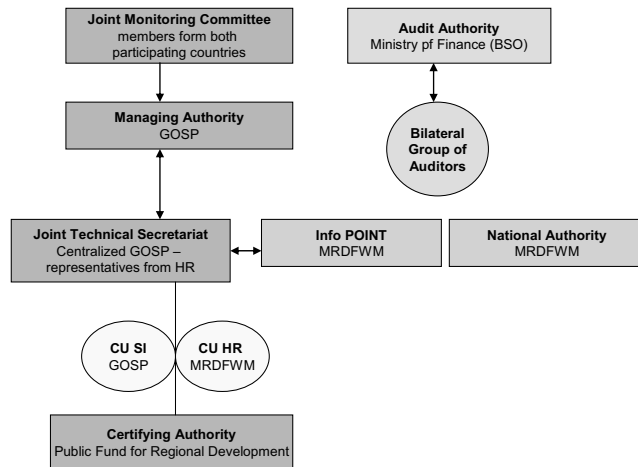 Joint Monitoring Committee
members form both
participating countries
Audit Authority
Ministry pf Finance (BSO)
Managing Authority
GOSP
Bilateral
Group of
Auditors
Joint Technical Secretariat
Centralized GOSP –
representatives from HR
Info POINT
MRDFWM
National Authority
MRDFWM
CU SI
GOSP
CU HR
MRDFWM
Certifying Authority
Public Fund for Regional Development